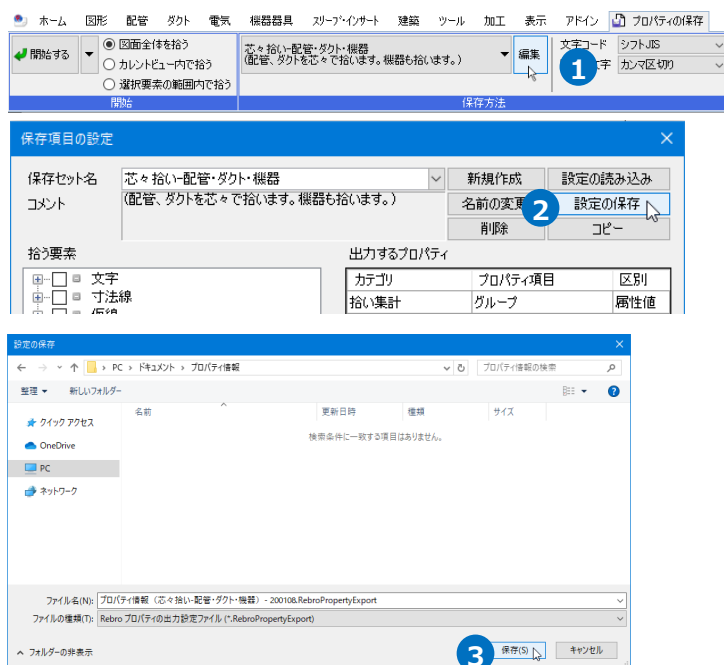 ホーム 図形 配管 ダクト 電気 機器器具 スリーブ・インサート 建築 ツール 加工 表示 アドイン プロパティの保存
開始する
図面全体を拾う
カレントビュー内で拾う
選択要素の範囲内で拾う
開始
芯々拾い-配管・ダクト・機器
(配管、ダクトを芯々で拾います。機器も拾います。)
編集
1
文字コード シフトJIS
文字 カンマ区切り
保存方法
保存項目の設定
保存セット名 芯々拾い-配管・ダクト・機器 新規作成 設定の読み込み
コメント (配管、ダクトを芯々で拾います。機器も拾います。) 名前の変更 2 設定の保存
削除 コピー
拾う要素 出力するプロパティ
文字
寸法線
仮線
カテゴリ プロパティ項目 区別
拾い集計 グループ 属性値
設定の保存
PC › ドキュメント › プロパティ情報 プロパティ情報の検索
整理 新しいフォルダー
名前 更新日時 種類 サイズ
検索条件に一致する項目はありません。
クイック アクセス
OneDrive
PC
ネットワーク
ファイル名(N): プロパティ情報（芯々拾い-配管・ダクト・機器）- 200108.RebroPropertyExport
ファイルの種類(T): Rebro プロパティの出力設定ファイル (*.RebroPropertyExport)
フォルダーの非表示 3 保存(S) キャンセル